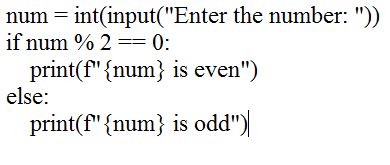 num = int(input("Enter the number: "))
if num % 2 == 0:
    print(f"{num} is even")
else:
    print(f"{num} is odd")